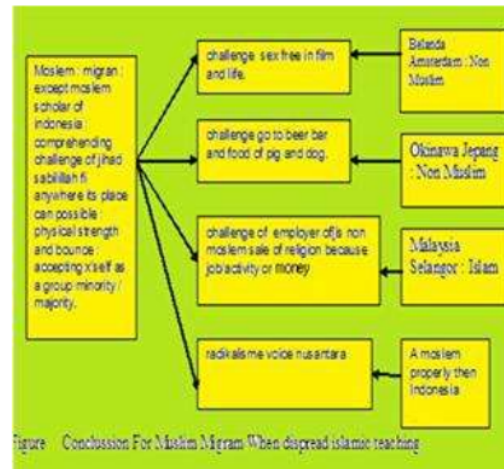 Moslem : migran :
except moslem
scholar of
indonesia
comprehending
challenge of jihad
sabilillah fi
anywhere its place
can possible :
physical strength
and bounce :
accepting x'self as
a group minority /
majority.
challenge sex free in film
and life.
Belanda
Amsterdam : Non
Muslim
challenge go to beer bar
and food of pig and dog.
Okinawa Jepang
: Non Muslim
challenge of employer of,is non
moslem sale of religion because
job activity or money
Malaysia
Selangor : Islam
radikalisme voice nusantara
A moslem
properly then
Indonesia
Figure Conclussion For Muslim Migram When dispread islamic teaching